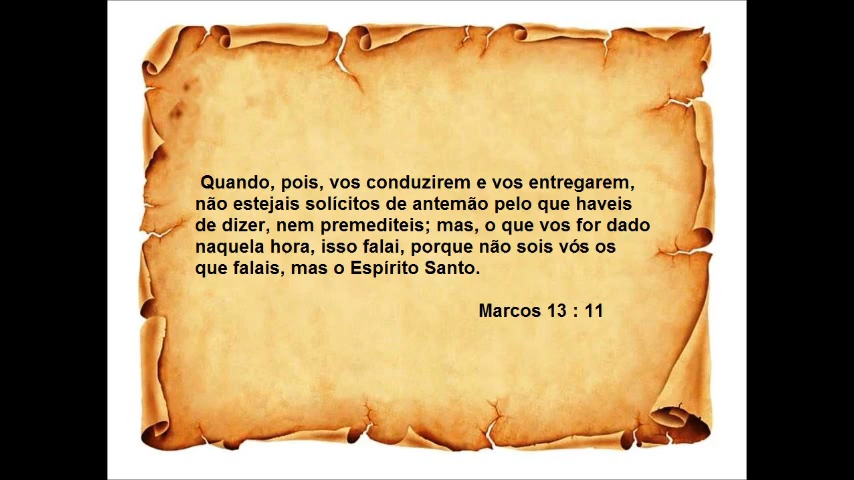 Quando, pois, vos conduzirem e vos entregarem,
não estejais solícitos de antemão pelo que haveis
de dizer, nem premediteis; mas, o que vos for dado
naquela hora, isso falai, porque não sois vós os
que falais, mas o Espírito Santo.
Marcos 13 : 11